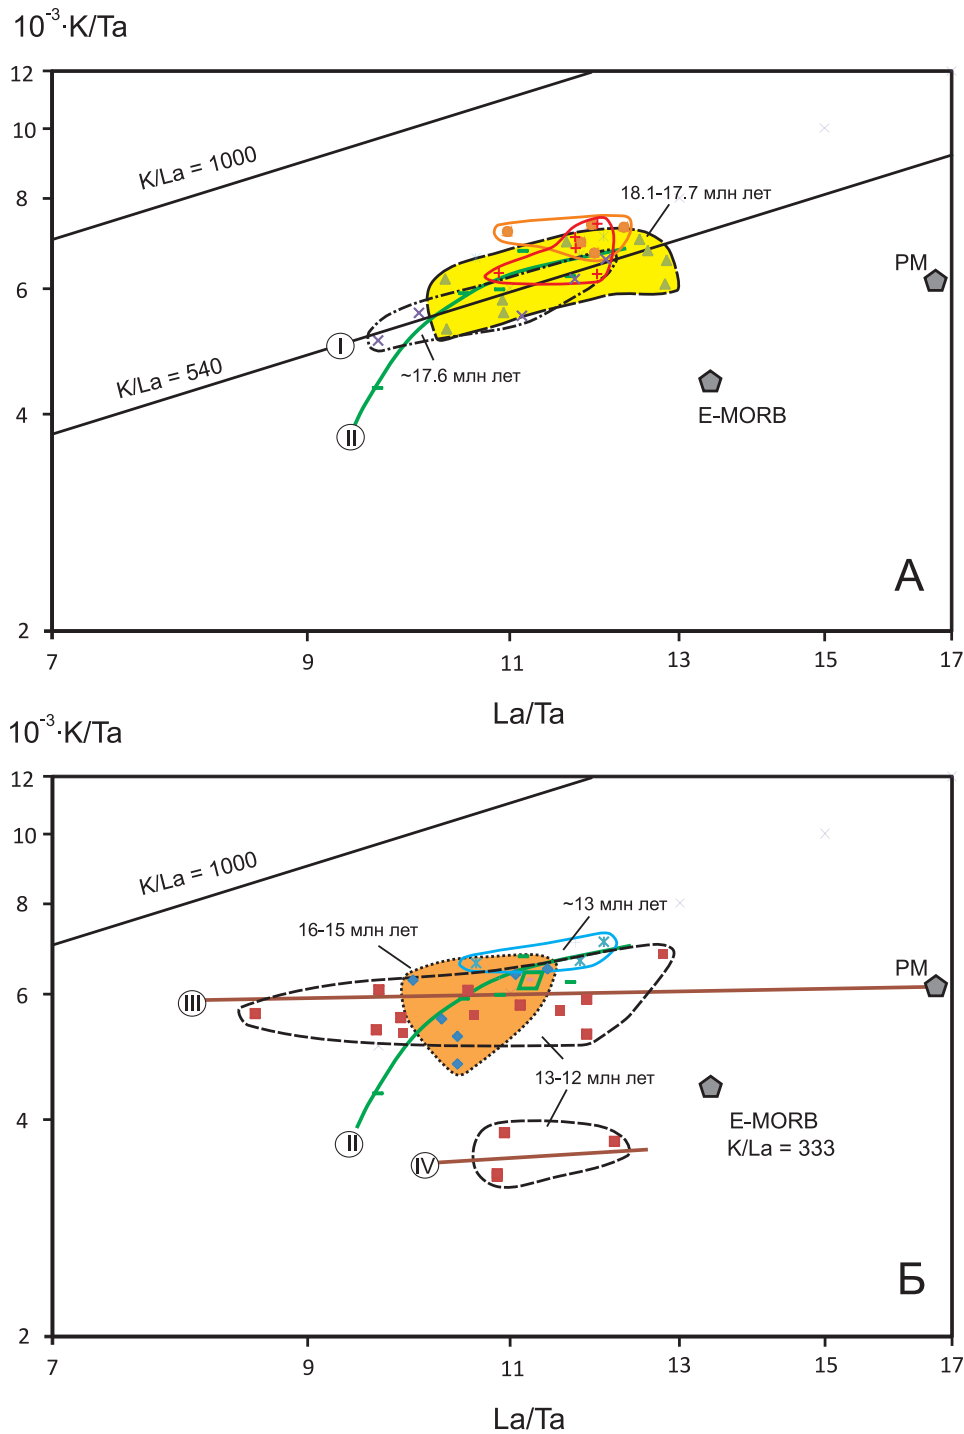 10⁻³·K/Ta
12
10
8
6
4
2
K/La = 1000
18.1-17.7 млн лет
PM
I
K/La = 540
~17.6 млн лет
E-MORB
II
А
7
9
11
13
15
17
La/Ta
10⁻³·K/Ta
12
10
8
6
4
2
K/La = 1000
~13 млн лет
16-15 млн лет
PM
III
13-12 млн лет
E-MORB
K/La = 333
II
IV
Б
7
9
11
13
15
17
La/Ta